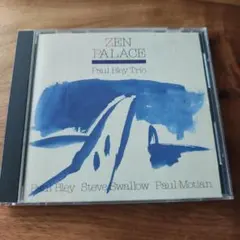 ZEN
PALACE
Paul Bley Trio
Paul Bley Steve Swallow Paul Motian